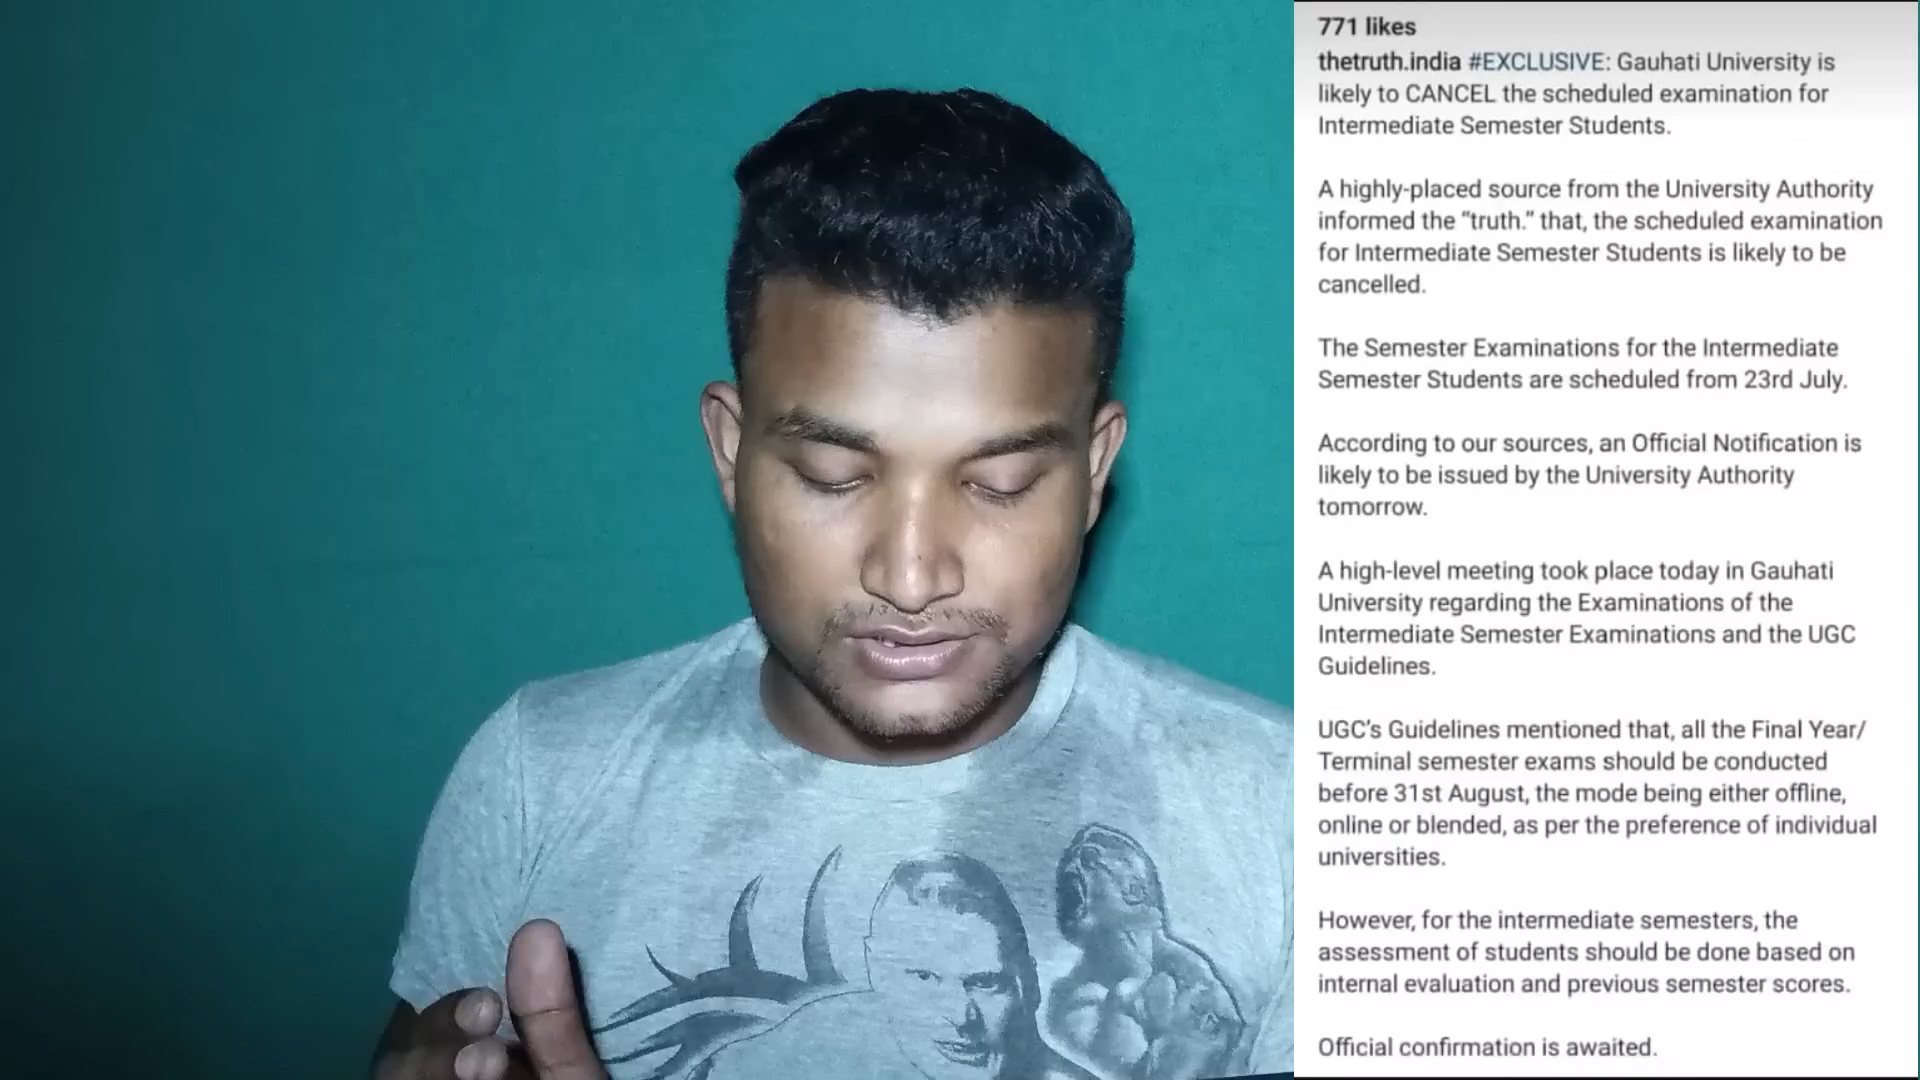 771 likes
thetruth.india #EXCLUSIVE: Gauhati University is
likely to CANCEL the scheduled examination for
Intermediate Semester Students.
A highly-placed source from the University Authority
informed the “truth.” that, the scheduled examination
for Intermediate Semester Students is likely to be
cancelled.
The Semester Examinations for the Intermediate
Semester Students are scheduled from 23rd July.
According to our sources, an Official Notification is
likely to be issued by the University Authority
tomorrow.
A high-level meeting took place today in Gauhati
University regarding the Examinations of the
Intermediate Semester Examinations and the UGC
Guidelines.
UGC’s Guidelines mentioned that, all the Final Year/
Terminal semester exams should be conducted
before 31st August, the mode being either offline,
online or blended, as per the preference of individual
universities.
However, for the intermediate semesters, the
assessment of students should be done based on
internal evaluation and previous semester scores.
Official confirmation is awaited.